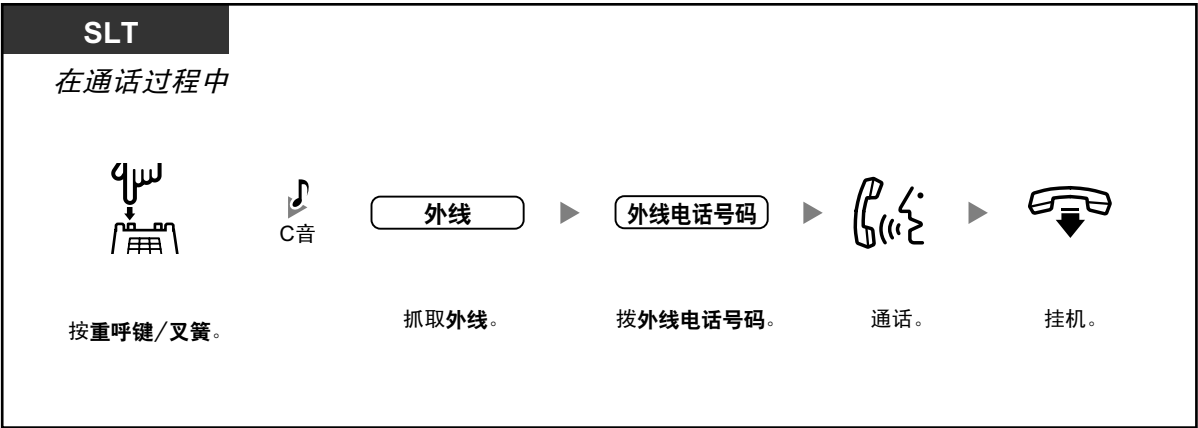 SLT
在通话过程中
C音
外线
外线电话号码
按重呼键/叉簧。
抓取外线。
拨外线电话号码。
通话。
挂机。